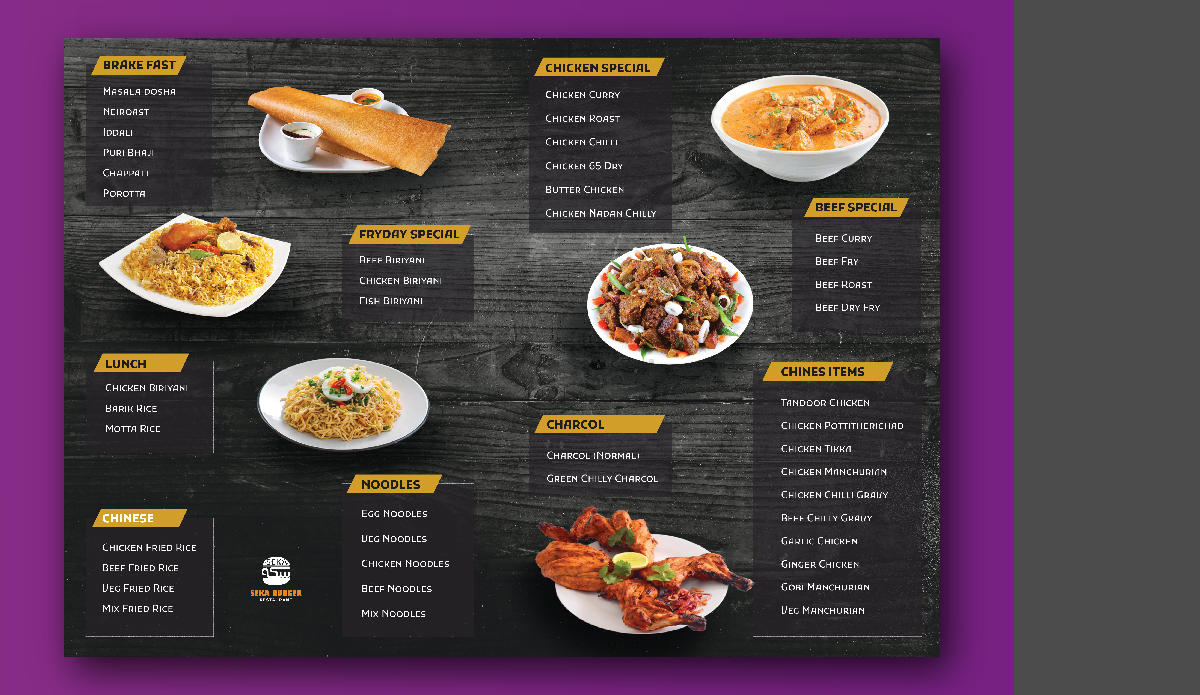 BRAKE FAST
MASALA DOSHA
NEIROAST
IDDALI
PURI BHAJI
CHAPPATI
POROTTA
FRYDAY SPECIAL
BEEF BIRIYANI
CHICKEN BIRIYANI
FISH BIRIYANI
LUNCH
CHICKEN BIRIYANI
BARIK RICE
MOTTA RICE
CHINESE
CHICKEN FRIED RICE
BEEF FRIED RICE
VEG FRIED RICE
MIX FRIED RICE
SEKA
SEKA BURGER
RESTAURANT
NOODLES
EGG NOODLES
VEG NOODLES
CHICKEN NOODLES
BEEF NOODLES
MIX NOODLES
CHICKEN SPECIAL
CHICKEN CURRY
CHICKEN ROAST
CHICKEN CHILLI
CHICKEN 65 DRY
BUTTER CHICKEN
CHICKEN NADAN CHILLY
BEEF SPECIAL
BEEF CURRY
BEEF FRY
BEEF ROAST
BEEF DRY FRY
CHARCOL
CHARCOL (NORMAL)
GREEN CHILLY CHARCOL
CHINES ITEMS
TANDOOR CHICKEN
CHICKEN POTTITHERICHAD
CHICKEN TIKKA
CHICKEN MANCHURIAN
CHICKEN CHILLI GRAVY
BEEF CHILLY GRAVY
GARLIC CHICKEN
GINGER CHICKEN
GOBI MANCHURIAN
VEG MANCHURIAN